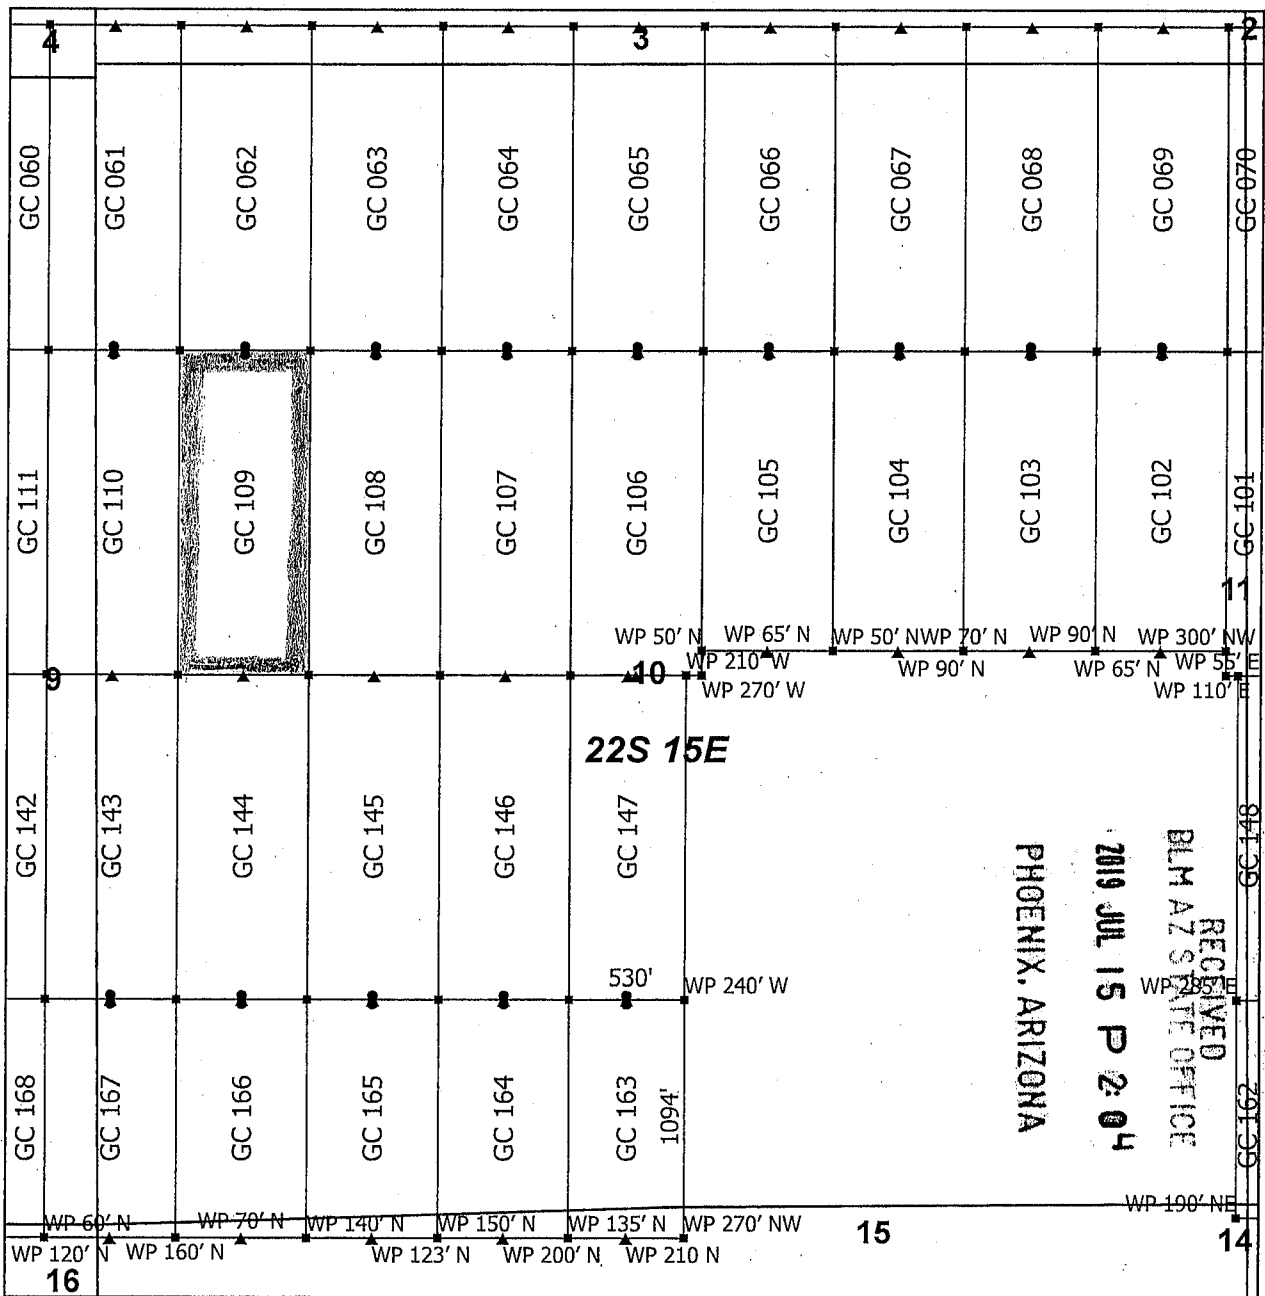 4
3
2
GC 060
GC 061
GC 062
GC 063
GC 064
GC 065
GC 066
GC 067
GC 068
GC 069
GC 070
GC 111
GC 110
GC 109
GC 108
GC 107
GC 106
GC 105
GC 104
GC 103
GC 102
GC 101
11
WP 50' N
WP 65' N
WP 50' N
WP 70' N
WP 90' N
WP 300' NW
WP 210' W
WP 90' N
WP 65' N
WP 55' E
WP 270' W
WP 110' E
9
10
22S 15E
GC 142
GC 143
GC 144
GC 145
GC 146
GC 147
GC 148
RECEIVED
BLM AZ STATE OFFICE
2019 JUL 15 P 2:04
PHOENIX, ARIZONA
530'
WP 240' W
WP 285' E
GC 168
GC 167
GC 166
GC 165
GC 164
GC 163
1094'
GC 162
WP 190' NE
WP 60' N
WP 70' N
WP 140' N
WP 150' N
WP 135' N
WP 270' NW
15
14
WP 120' N
WP 160' N
WP 123' N
WP 200' N
WP 210 N
16